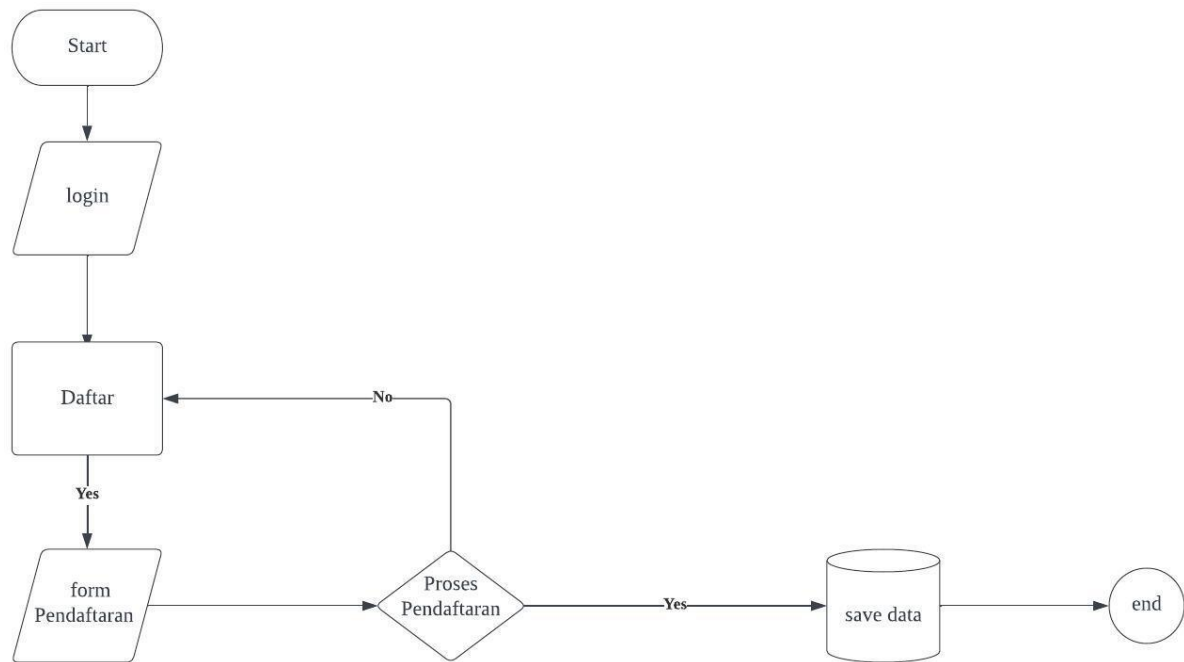 Start
login
Daftar
No
Yes
form
Pendaftaran
Proses
Pendaftaran
Yes
save data
end